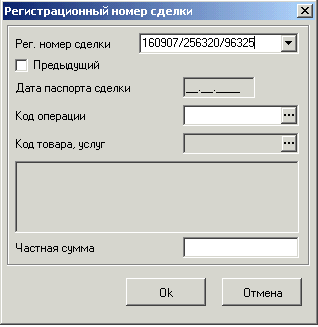 Регистрационный номер сделки
Рег. номер сделки 160907/256320/96325
Предыдущий
Дата паспорта сделки __.__.____
Код операции ...
Код товара, услуг ...
Частная сумма
Ok Отмена